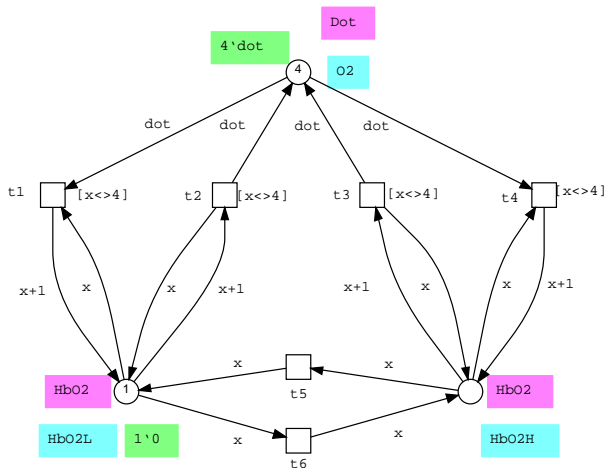 Dot
4`dot
4
O2
dot
dot
dot
dot
t1
[x<>4]
t2
[x<>4]
t3
[x<>4]
t4
[x<>4]
x+1
x
x
x+1
x+1
x
x
x+1
x
x
HbO2
1
t5
HbO2
HbO2L
1`0
x
x
HbO2H
t6